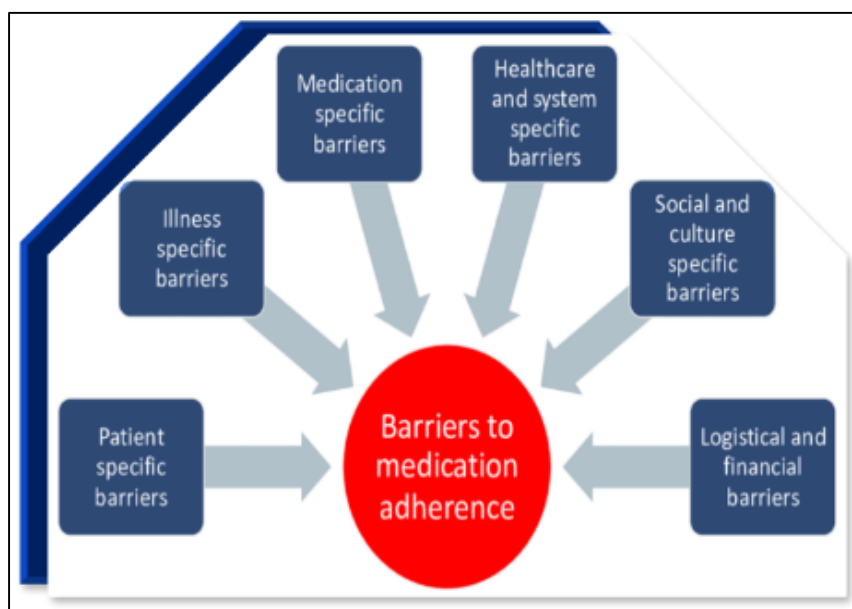 Medication
specific
barriers
Healthcare
and system
specific
barriers
Illness
specific
barriers
Social and
culture
specific
barriers
Patient
specific
barriers
Barriers to
medication
adherence
Logistical and
financial
barriers